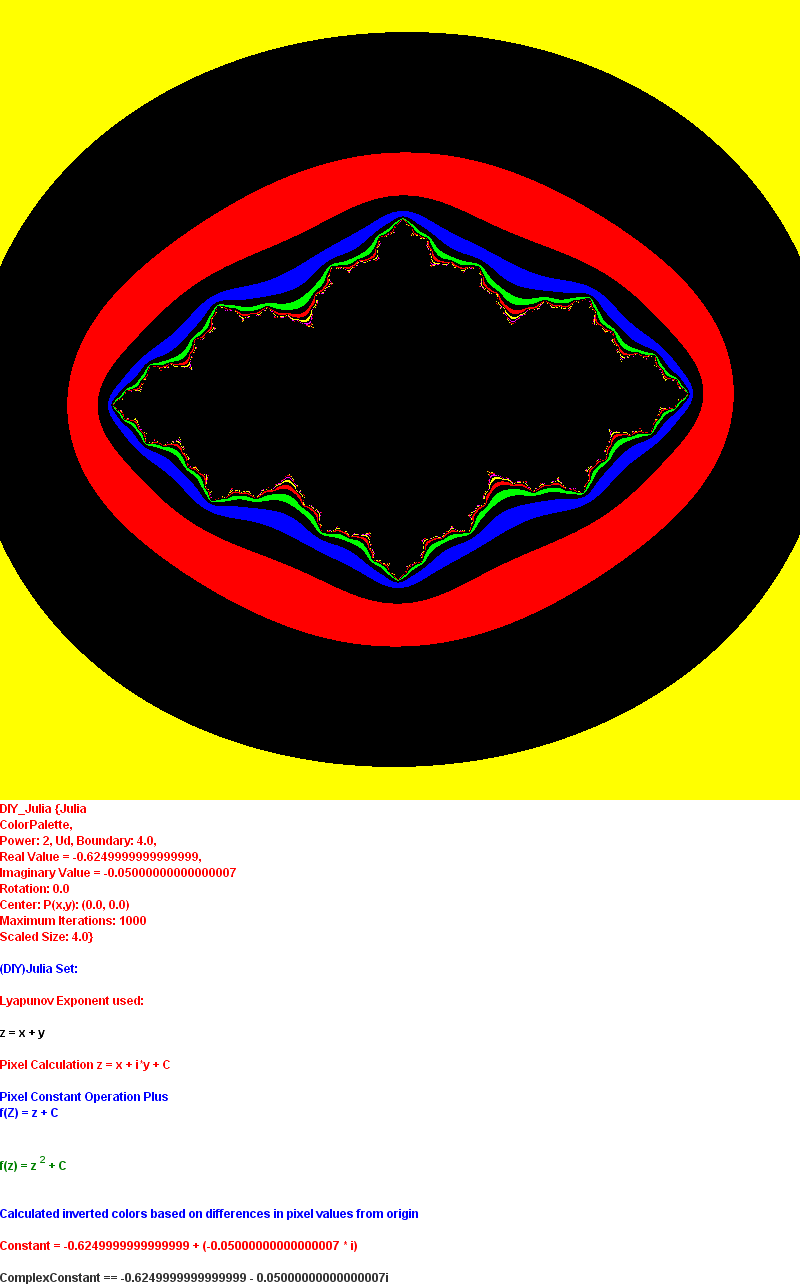 DIY_Julia {Julia
ColorPalette,
Power: 2, Ud, Boundary: 4.0,
Real Value = -0.6249999999999999,
Imaginary Value = -0.05000000000000007
Rotation: 0.0
Center: P(x,y): (0.0, 0.0)
Maximum Iterations: 1000
Scaled Size: 4.0}
(DIY)Julia Set:
Lyapunov Exponent used:
z = x + y
Pixel Calculation z = x + i*y + C
Pixel Constant Operation Plus
f(Z) = z + C
f(z) = z ² + C
Calculated inverted colors based on differences in pixel values from origin
Constant = -0.6249999999999999 + (-0.05000000000000007 * i)
ComplexConstant == -0.6249999999999999 - 0.05000000000000007i